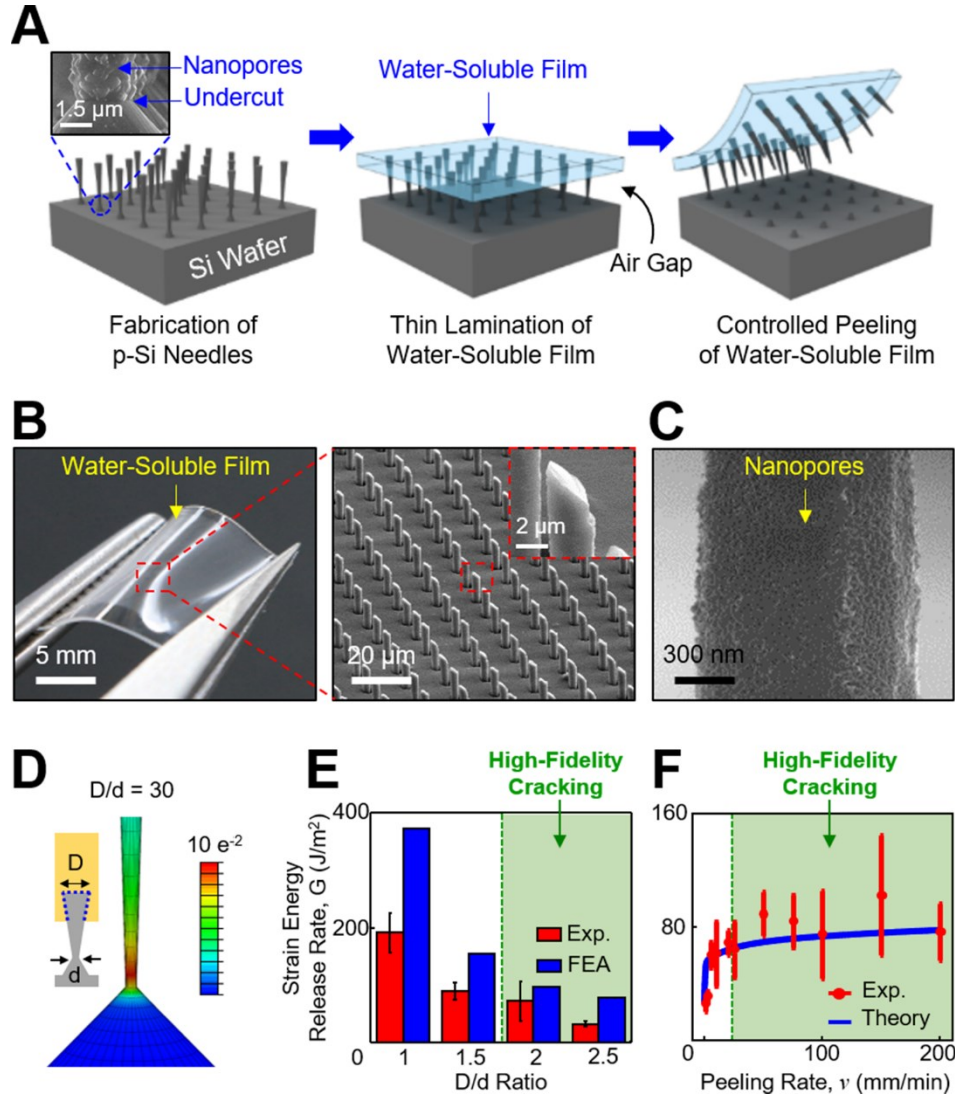 A
Nanopores
Undercut
1.5 μm
Water-Soluble Film
Si Wafer
Air Gap
Fabrication of
p-Si Needles
Thin Lamination of
Water-Soluble Film
Controlled Peeling
of Water-Soluble Film
B
Water-Soluble Film
5 mm
2 μm
20 μm
C
Nanopores
300 nm
D
D/d = 30
10 e⁻²
D
d
E
High-Fidelity
Cracking
Strain Energy
Release Rate, G (J/m²)
400
200
0
Exp.
FEA
1
1.5
2
2.5
D/d Ratio
F
High-Fidelity
Cracking
160
80
0
Exp.
Theory
0
100
200
Peeling Rate, v (mm/min)